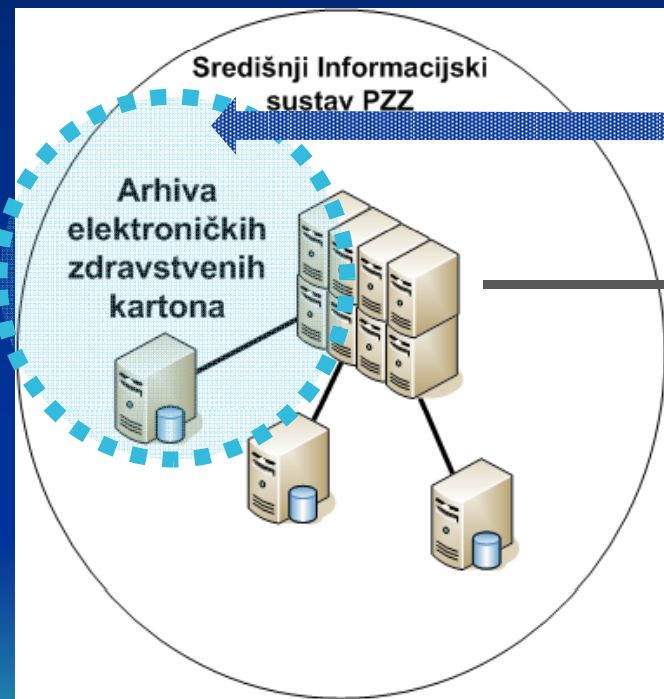 Središnji Informacijski
sustav PZZ
Arhiva
elektroničkih
zdravstvenih
kartona